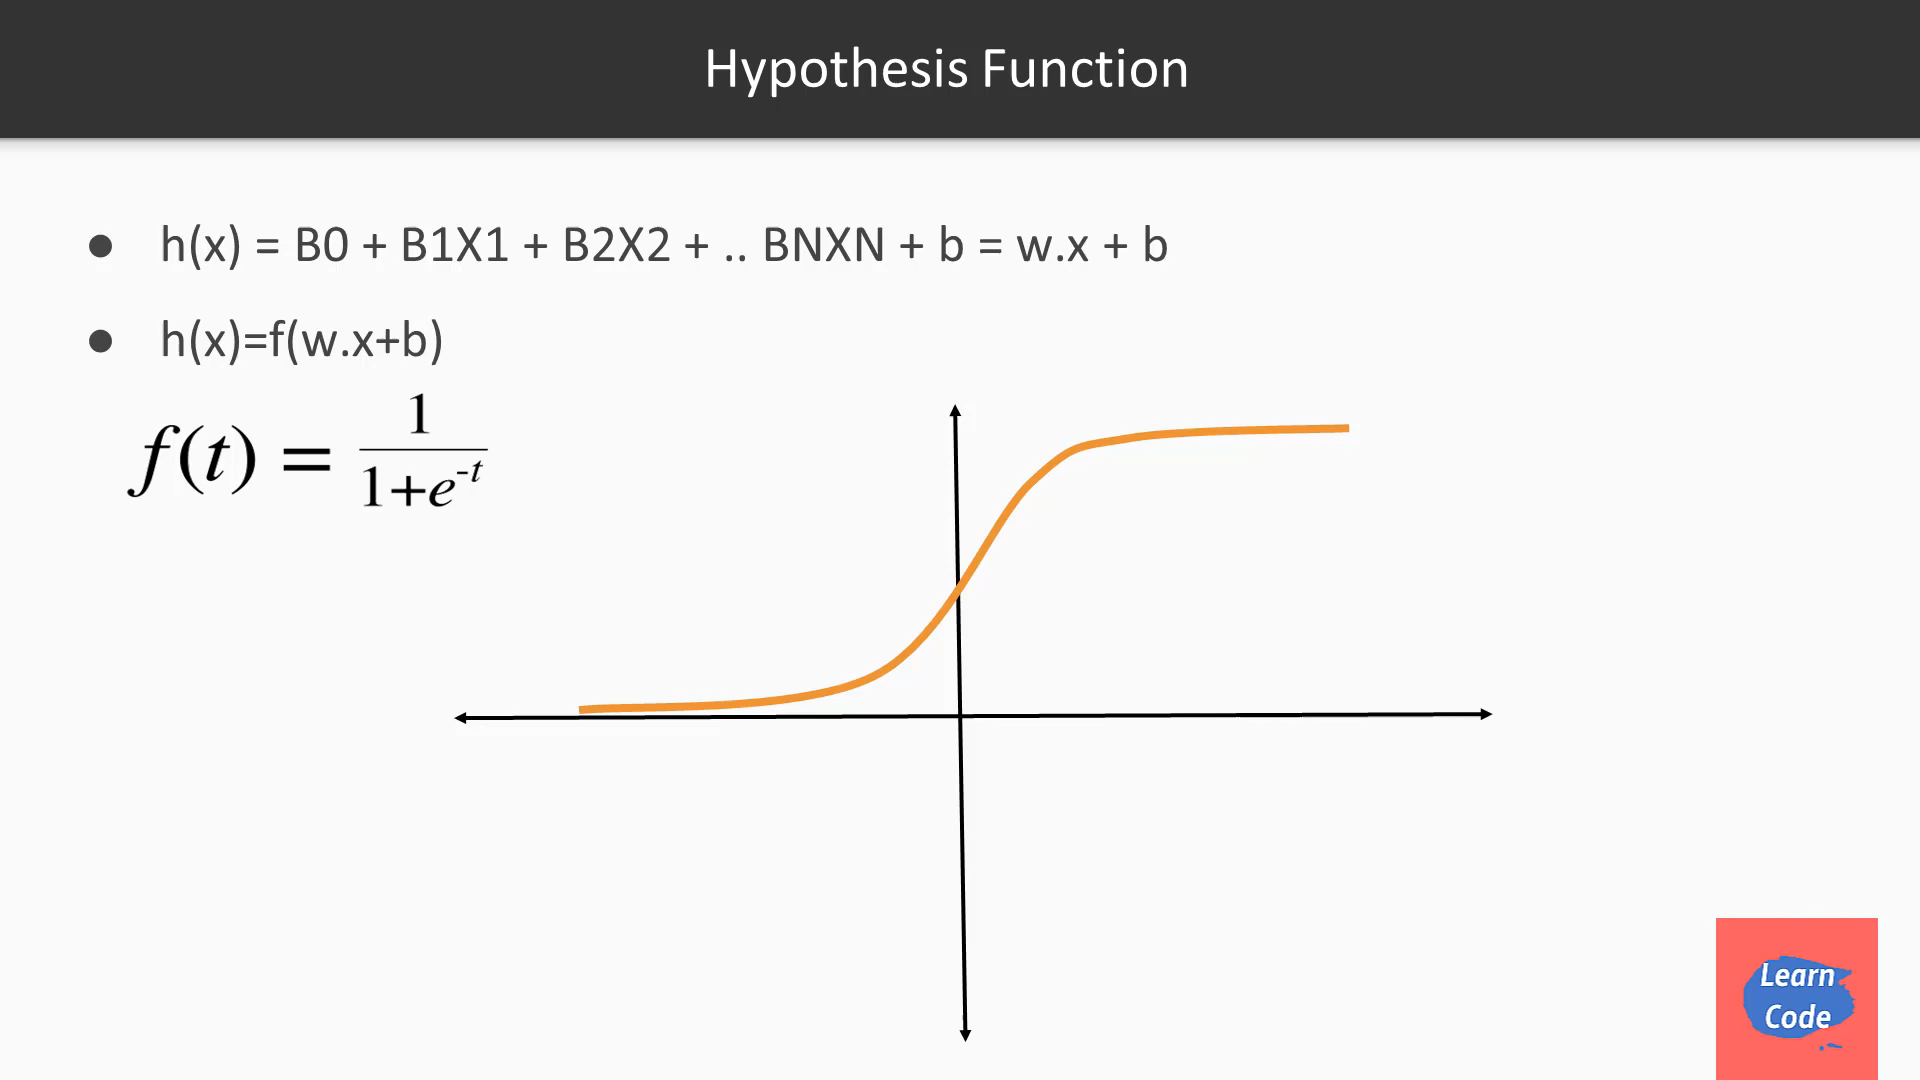 Hypothesis Function
● h(x) = B0 + B1X1 + B2X2 + .. BNXN + b = w.x + b
● h(x)=f(w.x+b)
f(t) = 1/(1+e^-t)
Learn
Code